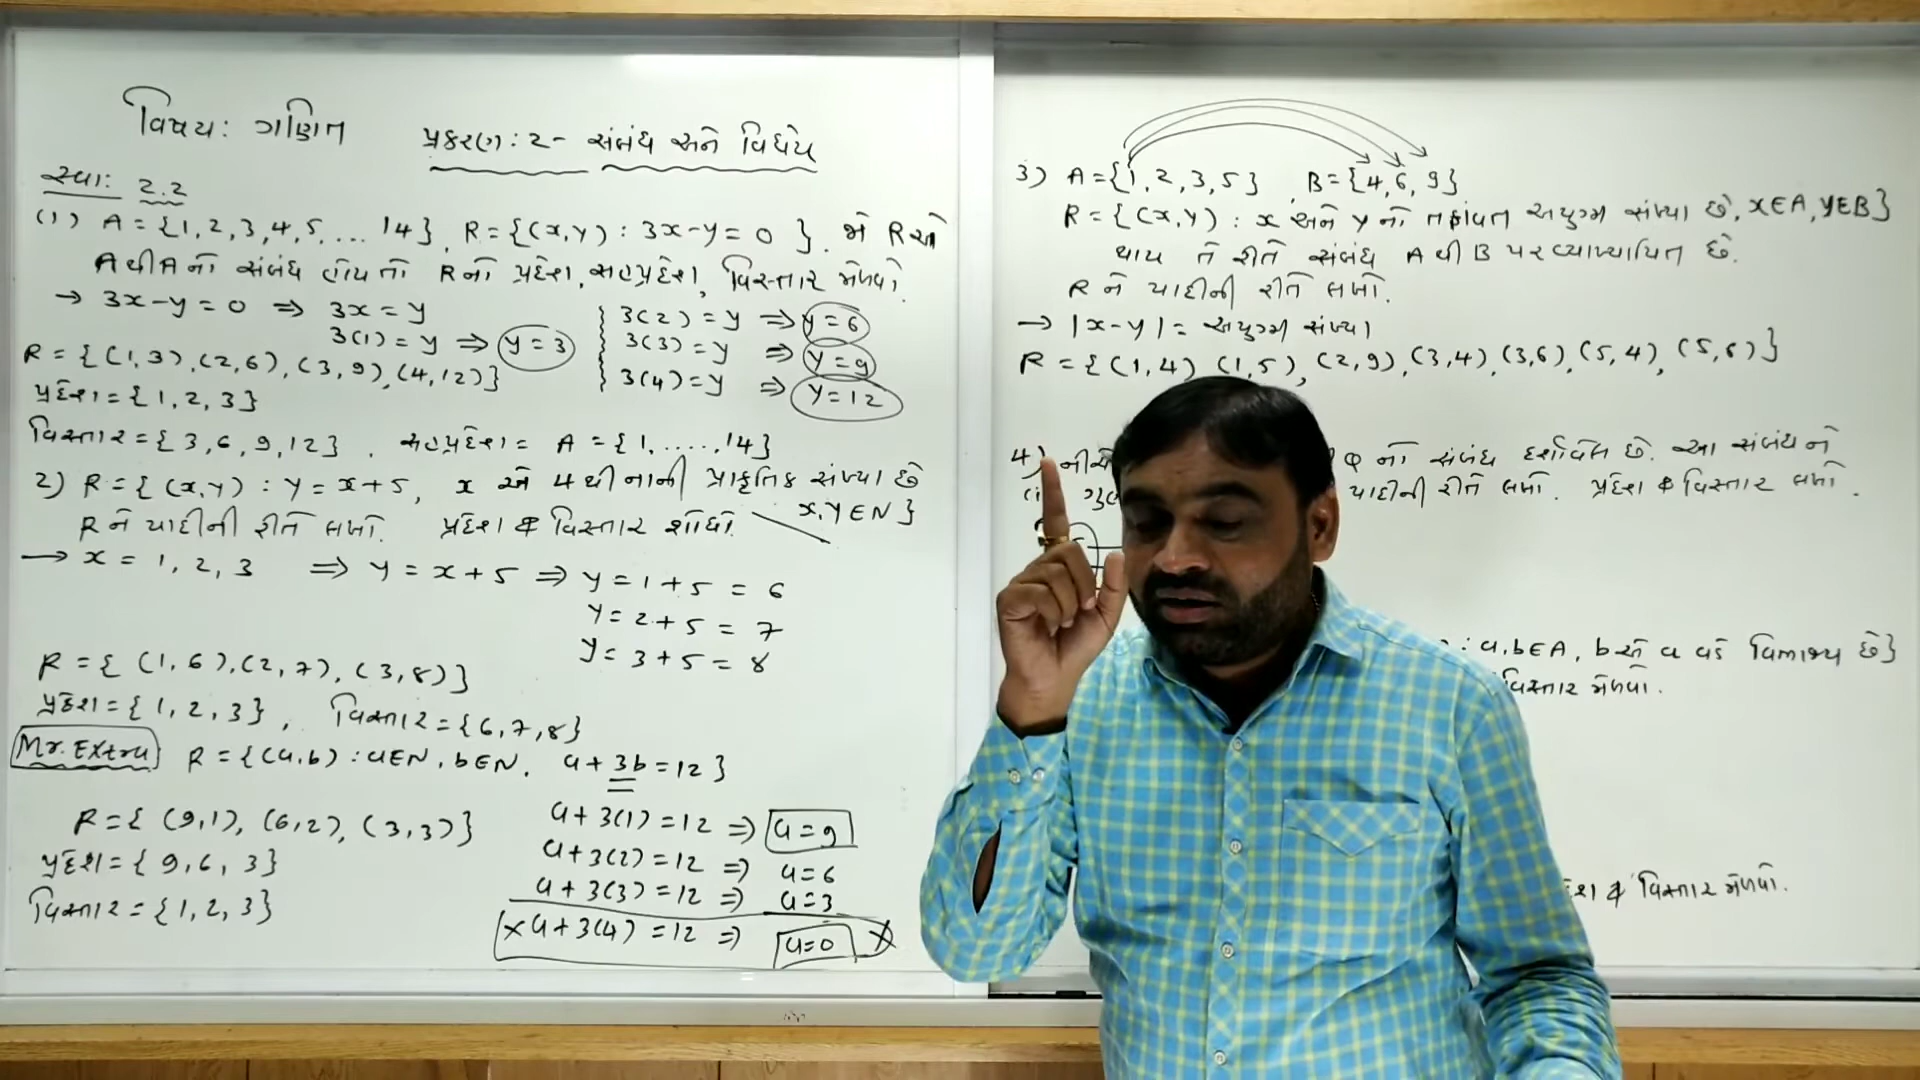 વિષય: ગણિત
પ્રકરણ: 2- સંબંધ અને વિધેય
સ્વા: 2.2
(1) A = {1, 2, 3, 4, 5, ... 14}, R = {(x, y) : 3x - y = 0 }. જો R એ
A થી A નો સંબંધ હોય તો R નો પ્રદેશ, સહપ્રદેશ, વિસ્તાર મેળવો.
→ 3x - y = 0 ⇒ 3x = y
3(1) = y ⇒ y = 3
3(2) = y ⇒ y = 6
3(3) = y ⇒ y = 9
3(4) = y ⇒ y = 12
R = { (1, 3), (2, 6), (3, 9), (4, 12)}
પ્રદેશ = {1, 2, 3}
વિસ્તાર = {3, 6, 9, 12}. સહપ્રદેશ = A = {1, ....., 14}
2) R = { (x, y) : y = x + 5, x એ 4 થી નાની પ્રાકૃતિક સંખ્યા છે
x, y ∈ N }
R ને યાદીની રીતે લખો. પ્રદેશ & વિસ્તાર શોધો.
→ x = 1, 2, 3 ⇒ y = x + 5 ⇒ y = 1 + 5 = 6
y = 2 + 5 = 7
y = 3 + 5 = 8
R = { (1, 6), (2, 7), (3, 8)}
પ્રદેશ = {1, 2, 3}, વિસ્તાર = {6, 7, 8}
Mr. Extra R = {(a, b) : a ∈ N, b ∈ N, a + 3b = 12 }
R = { (9, 1), (6, 2), (3, 3)}
પ્રદેશ = { 9, 6, 3}
વિસ્તાર = {1, 2, 3}
a + 3(1) = 12 ⇒ a = 9
a + 3(2) = 12 ⇒ a = 6
a + 3(3) = 12 ⇒ a = 3
× a + 3(4) = 12 ⇒ a = 0 ×
3) A = {1, 2, 3, 5}, B = {4, 6, 9}
R = { (x, y) : x અને y નો તફાવત અયુગ્મ સંખ્યા છે, x ∈ A, y ∈ B}
થાય તે રીતે સંબંધ A થી B પર વ્યાખ્યાયિત છે.
R ને યાદીની રીતે લખો.
→ |x - y| = અયુગ્મ સંખ્યા
R = { (1, 4) (1, 5), (2, 9), (3, 4), (3, 6), (5, 4), (5, 6) }
4) Q નો સંબંધ દર્શાવેલ છે. આ સંબંધ ને
યાદીની રીતે લખો. પ્રદેશ & વિસ્તાર લખો.
: a, b ∈ A, b એ a વડે વિભાજ્ય છે}
વિસ્તાર મેળવો.
& વિસ્તાર મેળવો.